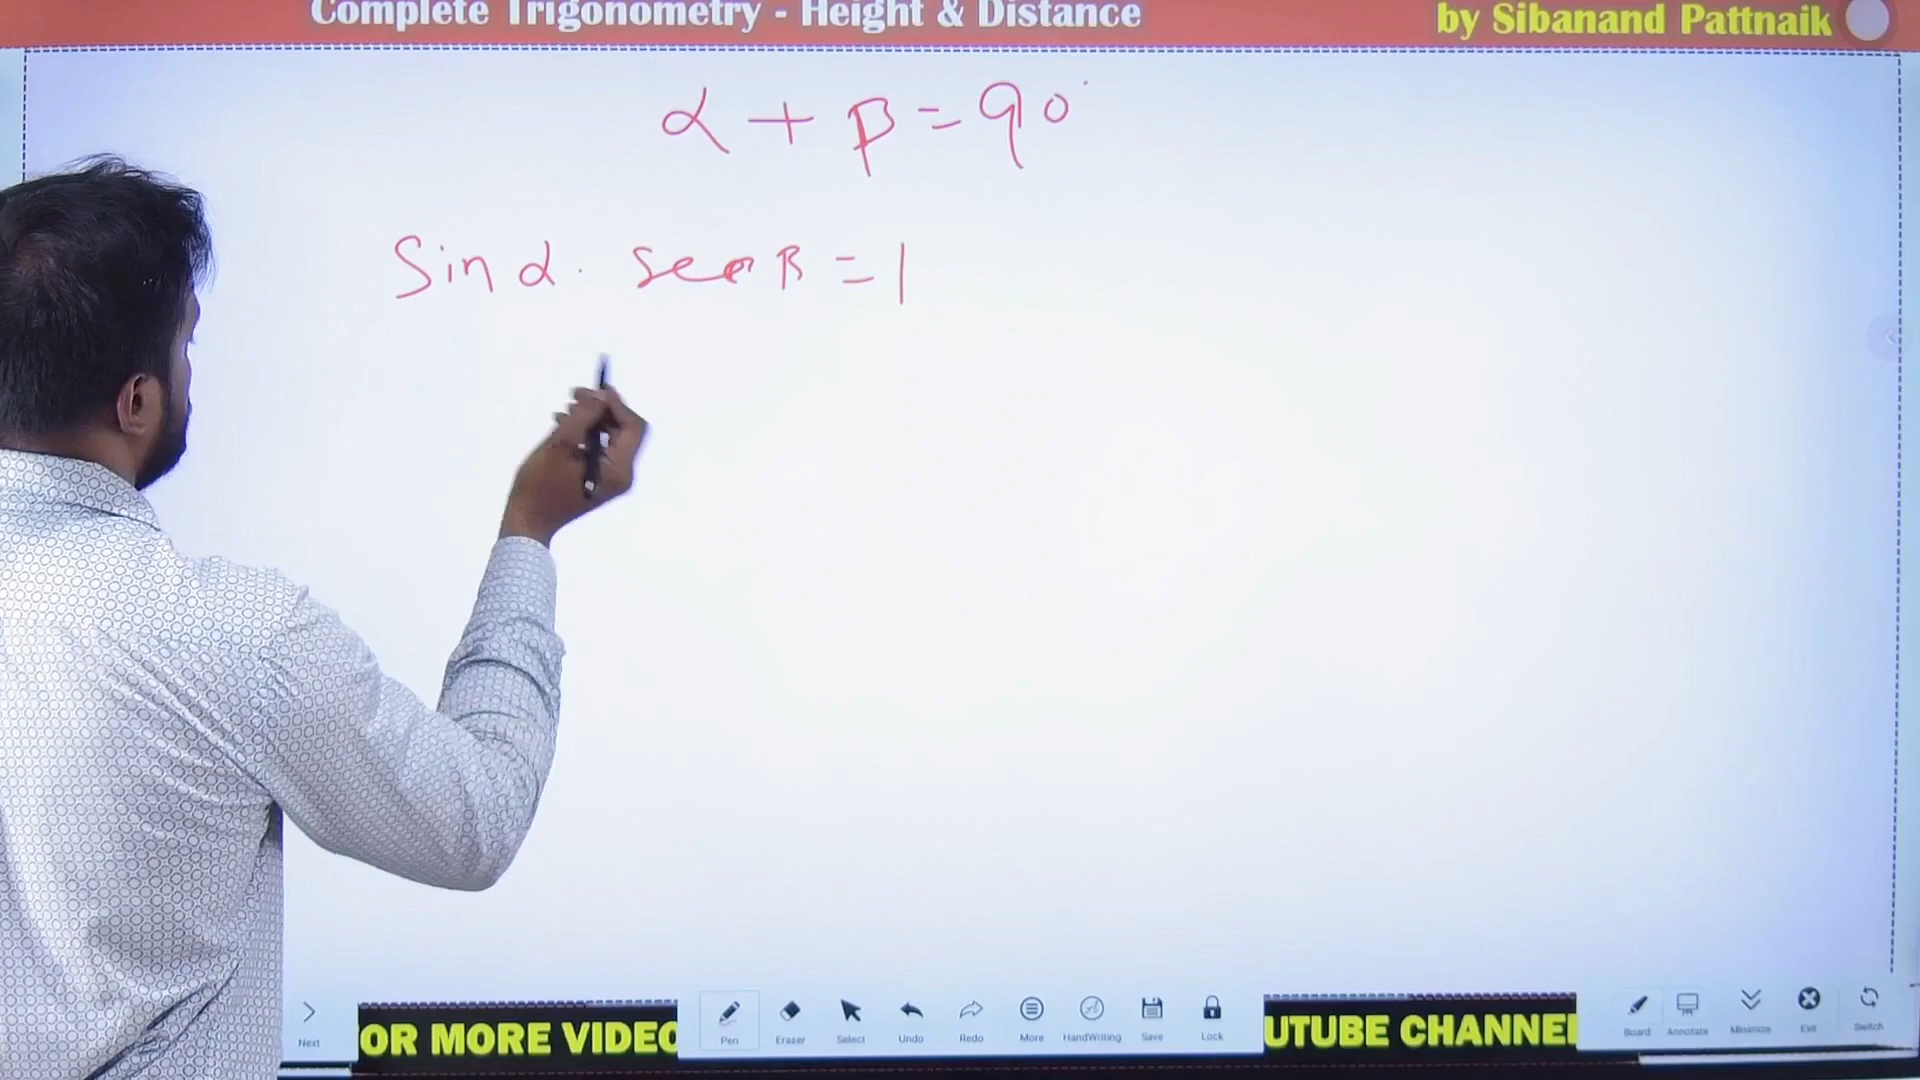 Complete Trigonometry - Height & Distance
by Sibanand Pattnaik
α + β = 90°
Sin α · sec β = 1
Next
OR MORE VIDEO
Pen
Eraser
Select
Undo
Redo
More
HandWriting
Save
Lock
UTUBE CHANNE
Board
Annotate
Minimize
Exit
Switch